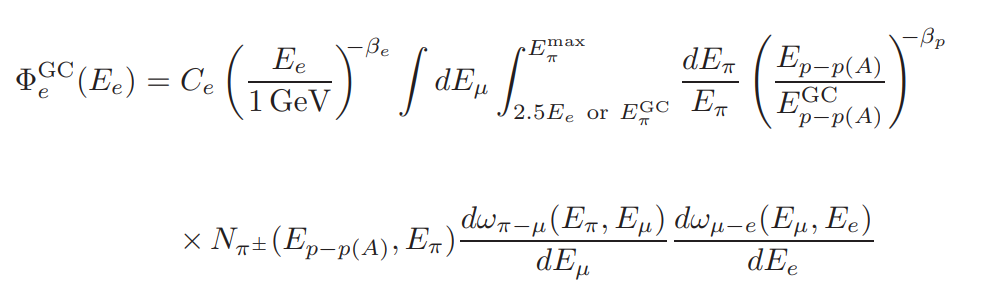 Φ_e^{GC}(E_e) = C_e (E_e / 1 GeV)^{−β_e} ∫ dE_μ ∫_{2.5E_e or E_π^{GC}}^{E_π^{max}} dE_π / E_π (E_{p−p(A)} / E_{p−p(A)}^{GC})^{−β_p}
× N_{π^±}(E_{p−p(A)}, E_π) dω_{π−μ}(E_π, E_μ) / dE_μ dω_{μ−e}(E_μ, E_e) / dE_e